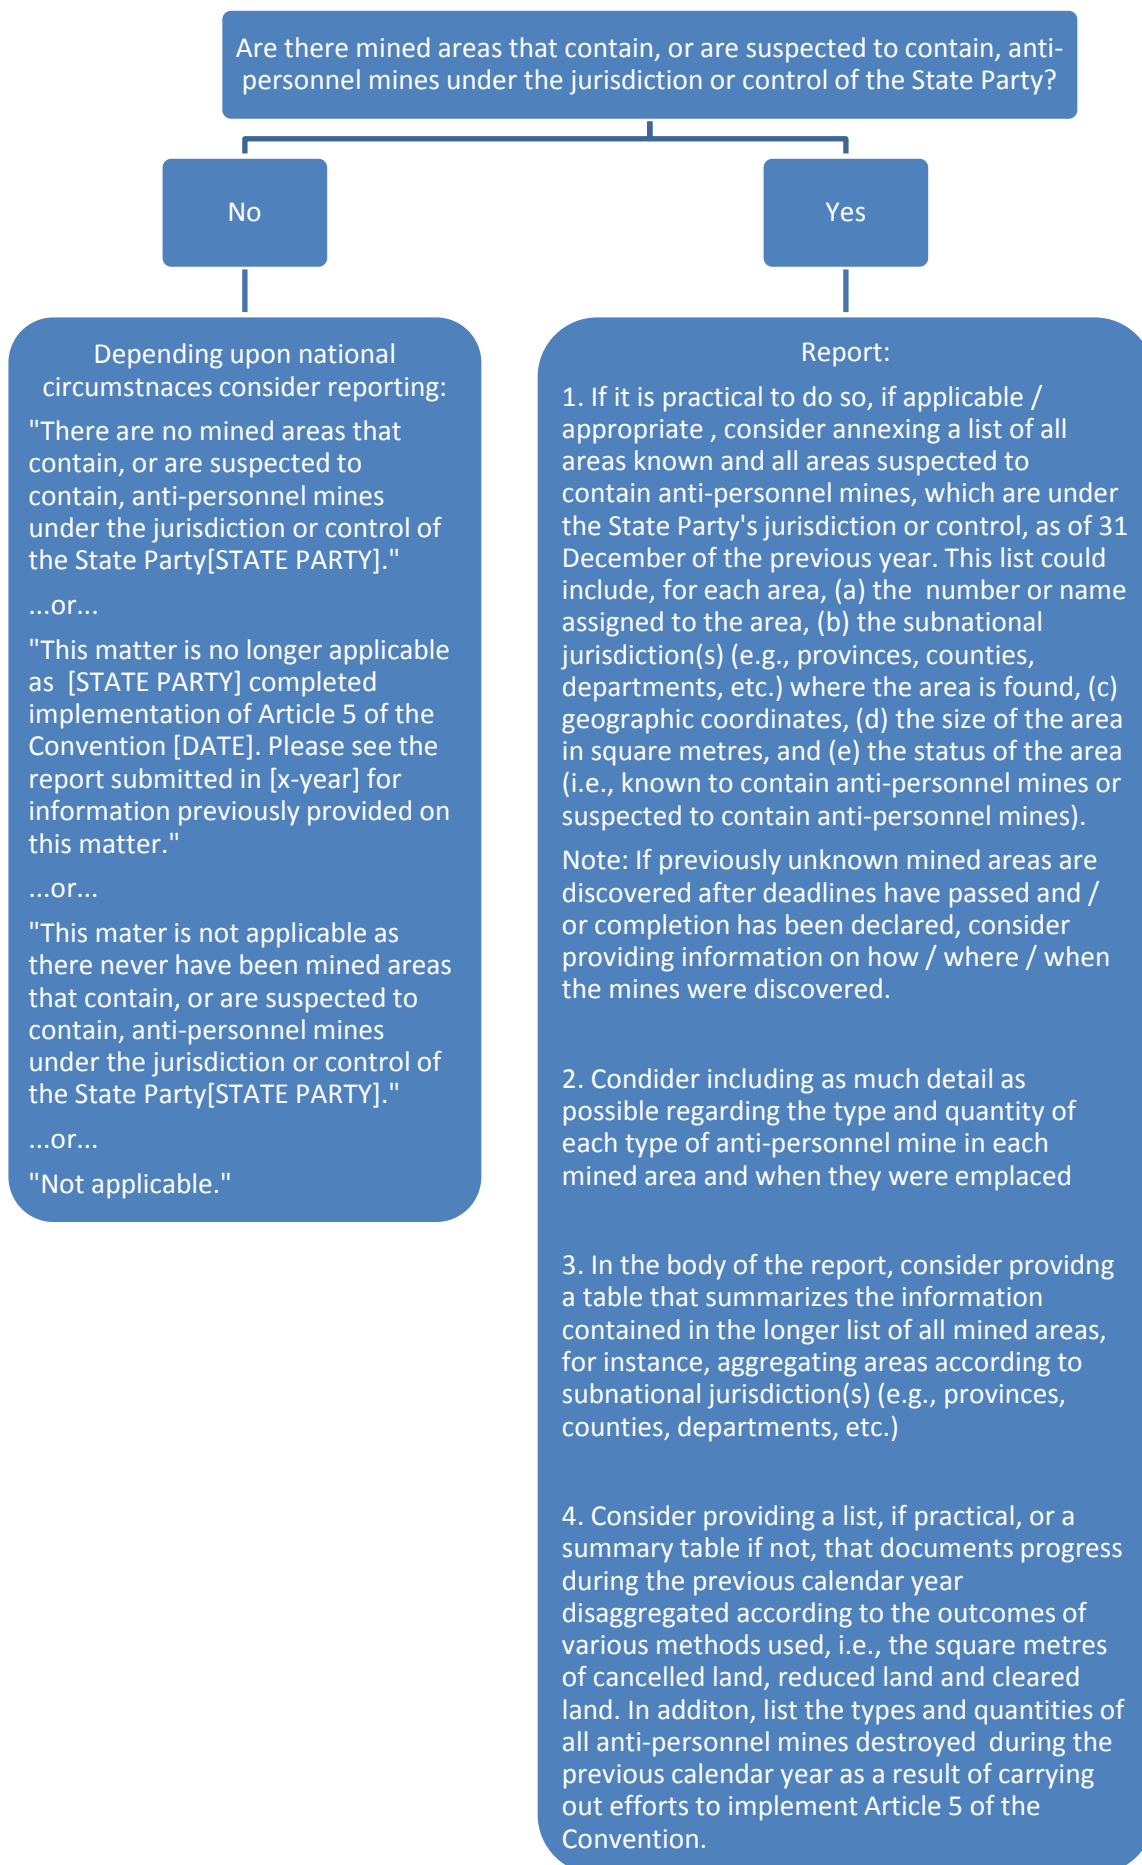 Are there mined areas that contain, or are suspected to contain, anti-
personnel mines under the jurisdiction or control of the State Party?
No
Yes
Depending upon national
circumstnaces consider reporting:
"There are no mined areas that
contain, or are suspected to
contain, anti-personnel mines
under the jurisdiction or control of
the State Party[STATE PARTY]."
...or...
"This matter is no longer applicable
as  [STATE PARTY] completed
implementation of Article 5 of the
Convention [DATE]. Please see the
report submitted in [x-year] for
information previously provided on
this matter."
...or...
"This mater is not applicable as
there never have been mined areas
that contain, or are suspected to
contain, anti-personnel mines
under the jurisdiction or control of
the State Party[STATE PARTY]."
...or...
"Not applicable."
Report:
1. If it is practical to do so, if applicable /
appropriate , consider annexing a list of all
areas known and all areas suspected to
contain anti-personnel mines, which are under
the State Party's jurisdiction or control, as of 31
December of the previous year. This list could
include, for each area, (a) the  number or name
assigned to the area, (b) the subnational
jurisdiction(s) (e.g., provinces, counties,
departments, etc.) where the area is found, (c)
geographic coordinates, (d) the size of the area
in square metres, and (e) the status of the area
(i.e., known to contain anti-personnel mines or
suspected to contain anti-personnel mines).
Note: If previously unknown mined areas are
discovered after deadlines have passed and /
or completion has been declared, consider
providing information on how / where / when
the mines were discovered.
2. Condider including as much detail as
possible regarding the type and quantity of
each type of anti-personnel mine in each
mined area and when they were emplaced
3. In the body of the report, consider providng
a table that summarizes the information
contained in the longer list of all mined areas,
for instance, aggregating areas according to
subnational jurisdiction(s) (e.g., provinces,
counties, departments, etc.)
4. Consider providing a list, if practical, or a
summary table if not, that documents progress
during the previous calendar year
disaggregated according to the outcomes of
various methods used, i.e., the square metres
of cancelled land, reduced land and cleared
land. In additon, list the types and quantities of
all anti-personnel mines destroyed  during the
previous calendar year as a result of carrying
out efforts to implement Article 5 of the
Convention.